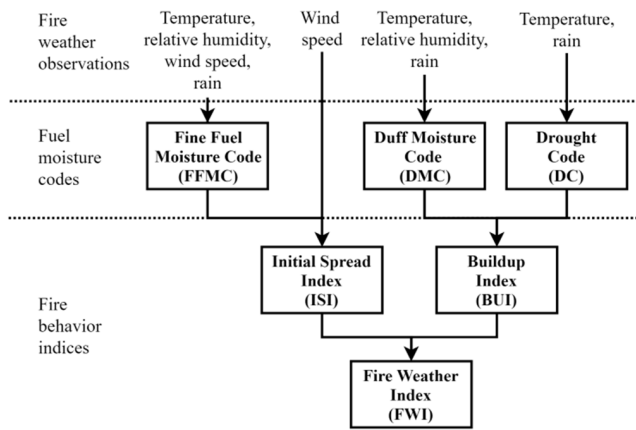 Fire
weather
observations
Temperature,
relative humidity,
wind speed,
rain
Wind
speed
Temperature,
relative humidity,
rain
Temperature,
rain
Fuel
moisture
codes
Fine Fuel
Moisture Code
(FFMC)
Duff Moisture
Code
(DMC)
Drought
Code
(DC)
Fire
behavior
indices
Initial Spread
Index
(ISI)
Buildup
Index
(BUI)
Fire Weather
Index
(FWI)